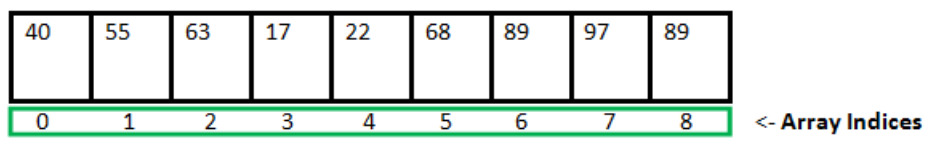 40 55 63 17 22 68 89 97 89
0 1 2 3 4 5 6 7 8 <- Array Indices